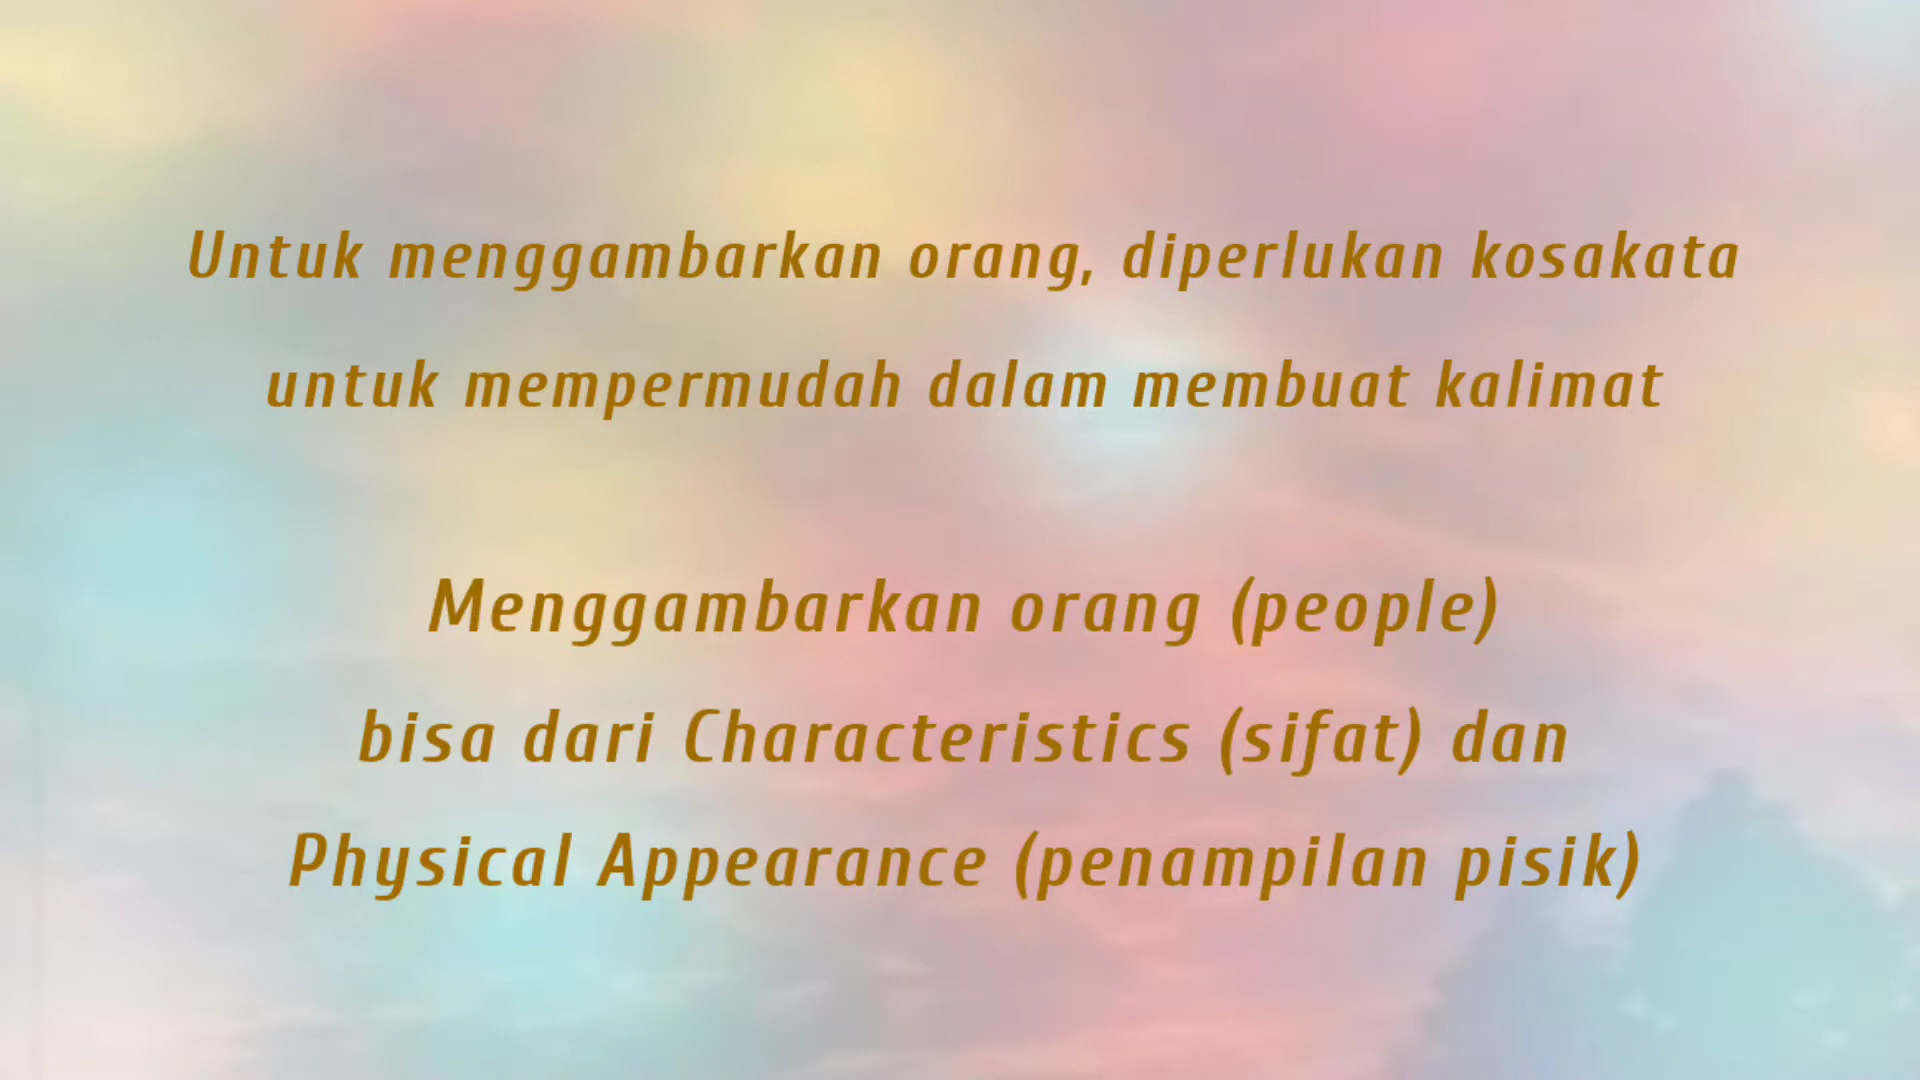 Untuk menggambarkan orang, diperlukan kosakata
untuk mempermudah dalam membuat kalimat
Menggambarkan orang (people)
bisa dari Characteristics (sifat) dan
Physical Appearance (penampilan pisik)